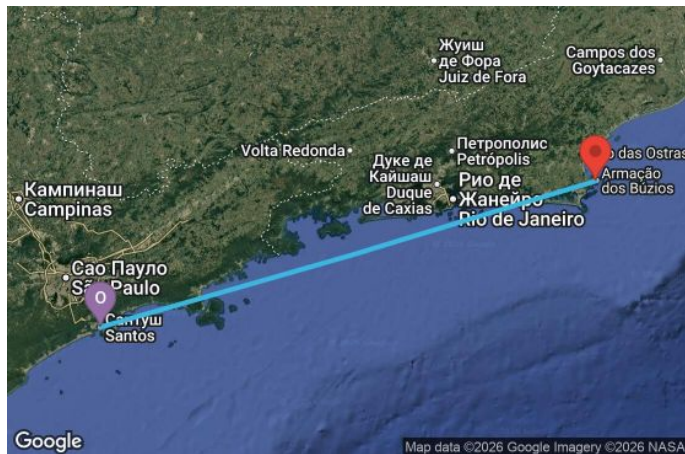 Жуиш
де Фора
Juiz de Fora
Campos dos
Goytacazes
Volta Redonda
Петрополис
Petrópolis
das Ostras
Armação
dos Búzios
Дуке де
Кайшаш
Duque
de Caxias
Рио де
Жанейро
Rio de Janeiro
Кампинаш
Campinas
Сао Пауло
São Paulo
O
Сантуш
Santos
Google
Map data ©2026 Google Imagery ©2026 NASA